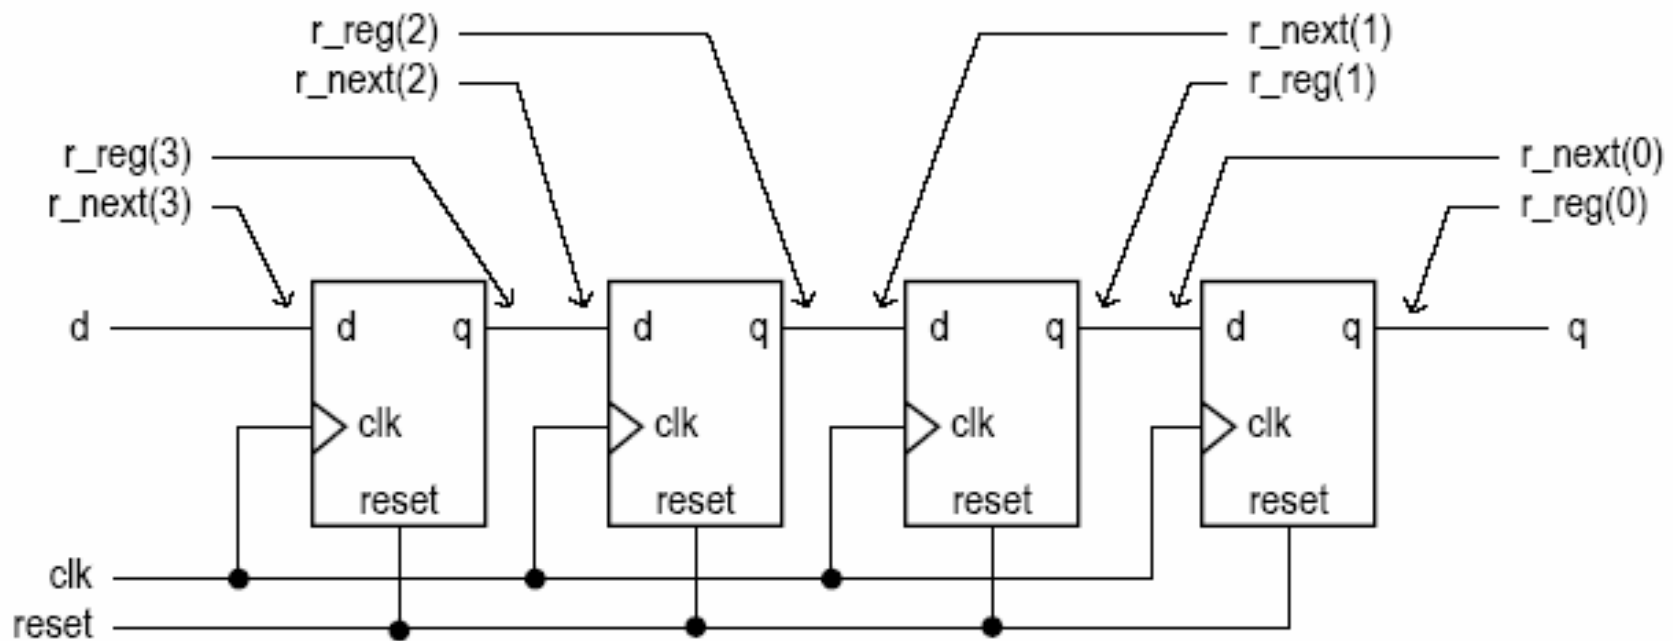 r_reg(2) r_next(1)
r_next(2) r_reg(1)
r_reg(3) r_next(0)
r_next(3) r_reg(0)
d d q d q d q d q q
clk clk clk clk
reset reset reset reset
clk
reset